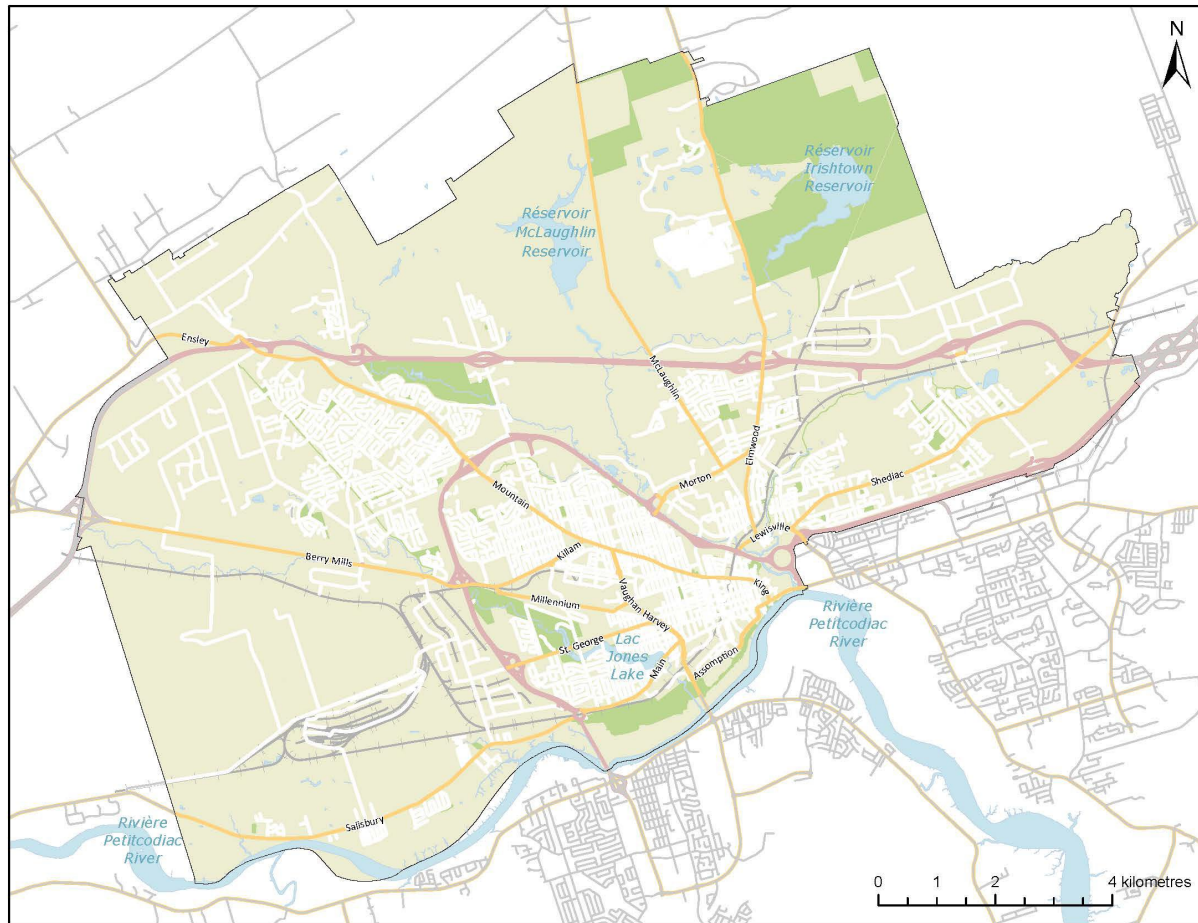 N
Réservoir
Irishtown
Reservoir
Réservoir
McLaughlin
Reservoir
Ensley
McLaughlin
Elmwood
Morton
Shediac
Mountain
Lewisville
Killam
Berry Mills
King
Millennium
Vaughan Harvey
Rivière
Petitcodiac
River
St. George
Lac
Jones
Lake
Main
Assomption
Salisbury
Rivière
Petitcodiac
River
0 1 2 4 kilometres